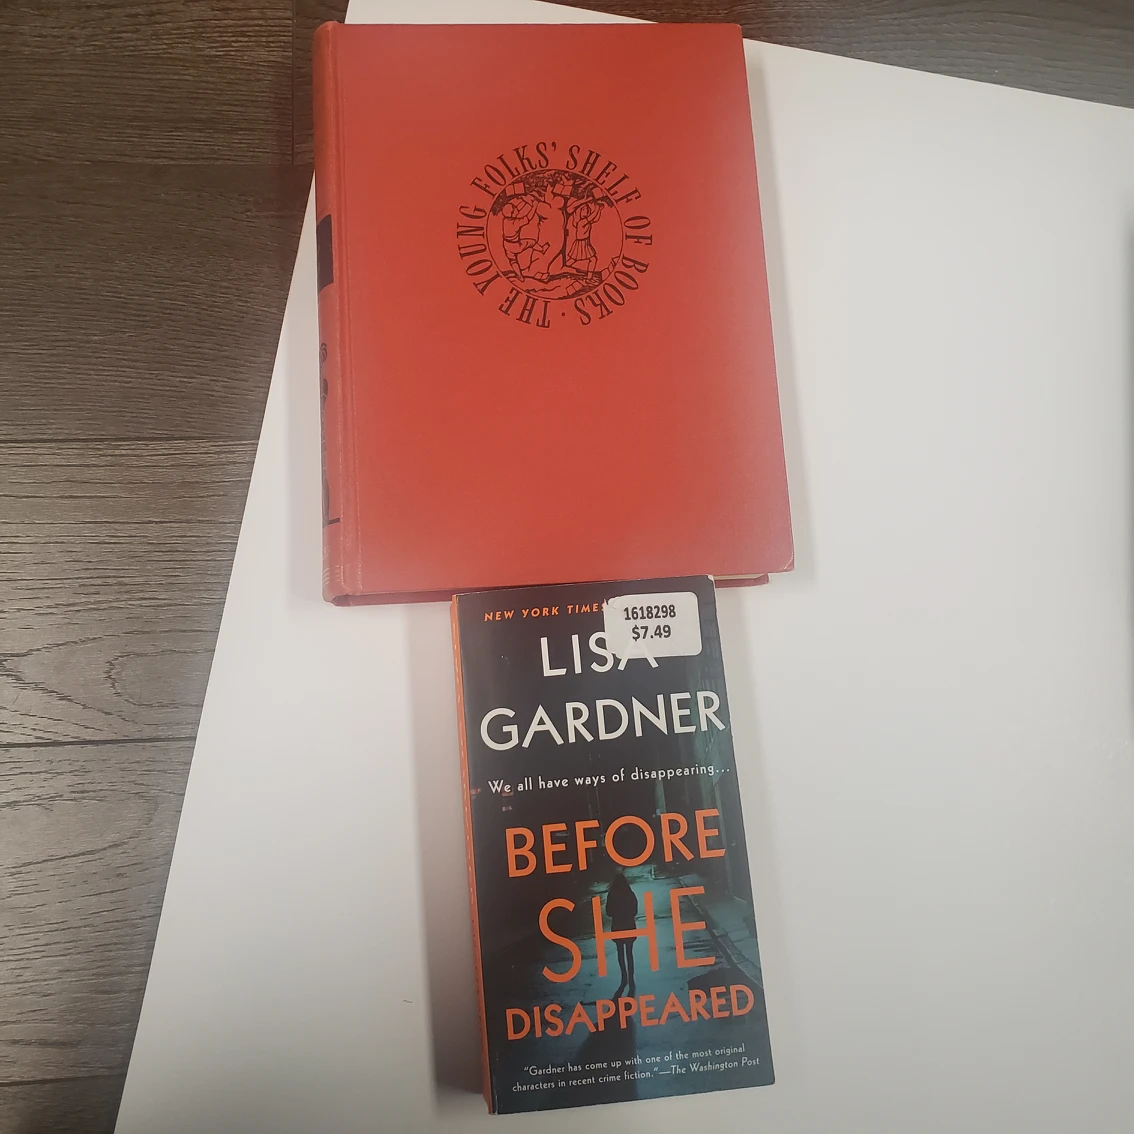 THE YOUNG FOLKS' SHELF OF BOOKS ·
NEW YORK TIMES
1618298
$7.49
LISA
GARDNER
We all have ways of disappearing...
BEFORE
SHE
DISAPPEARED
"Gardner has come up with one of the most original
characters in recent crime fiction."—The Washington Post